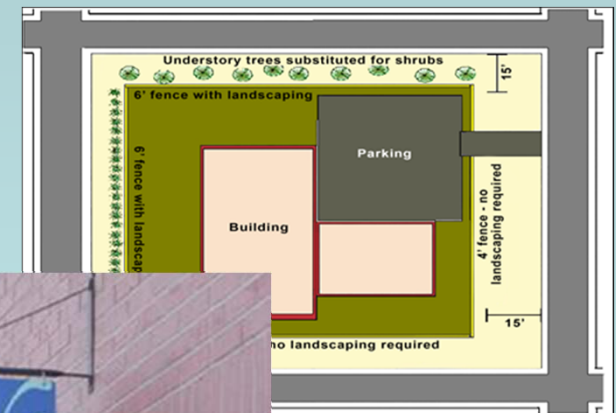 Understory trees substituted for shrubs
15'
6' fence with landscaping
Parking
6' fence with
Building
4' fence - no
landscaping required
15'
no landscaping required